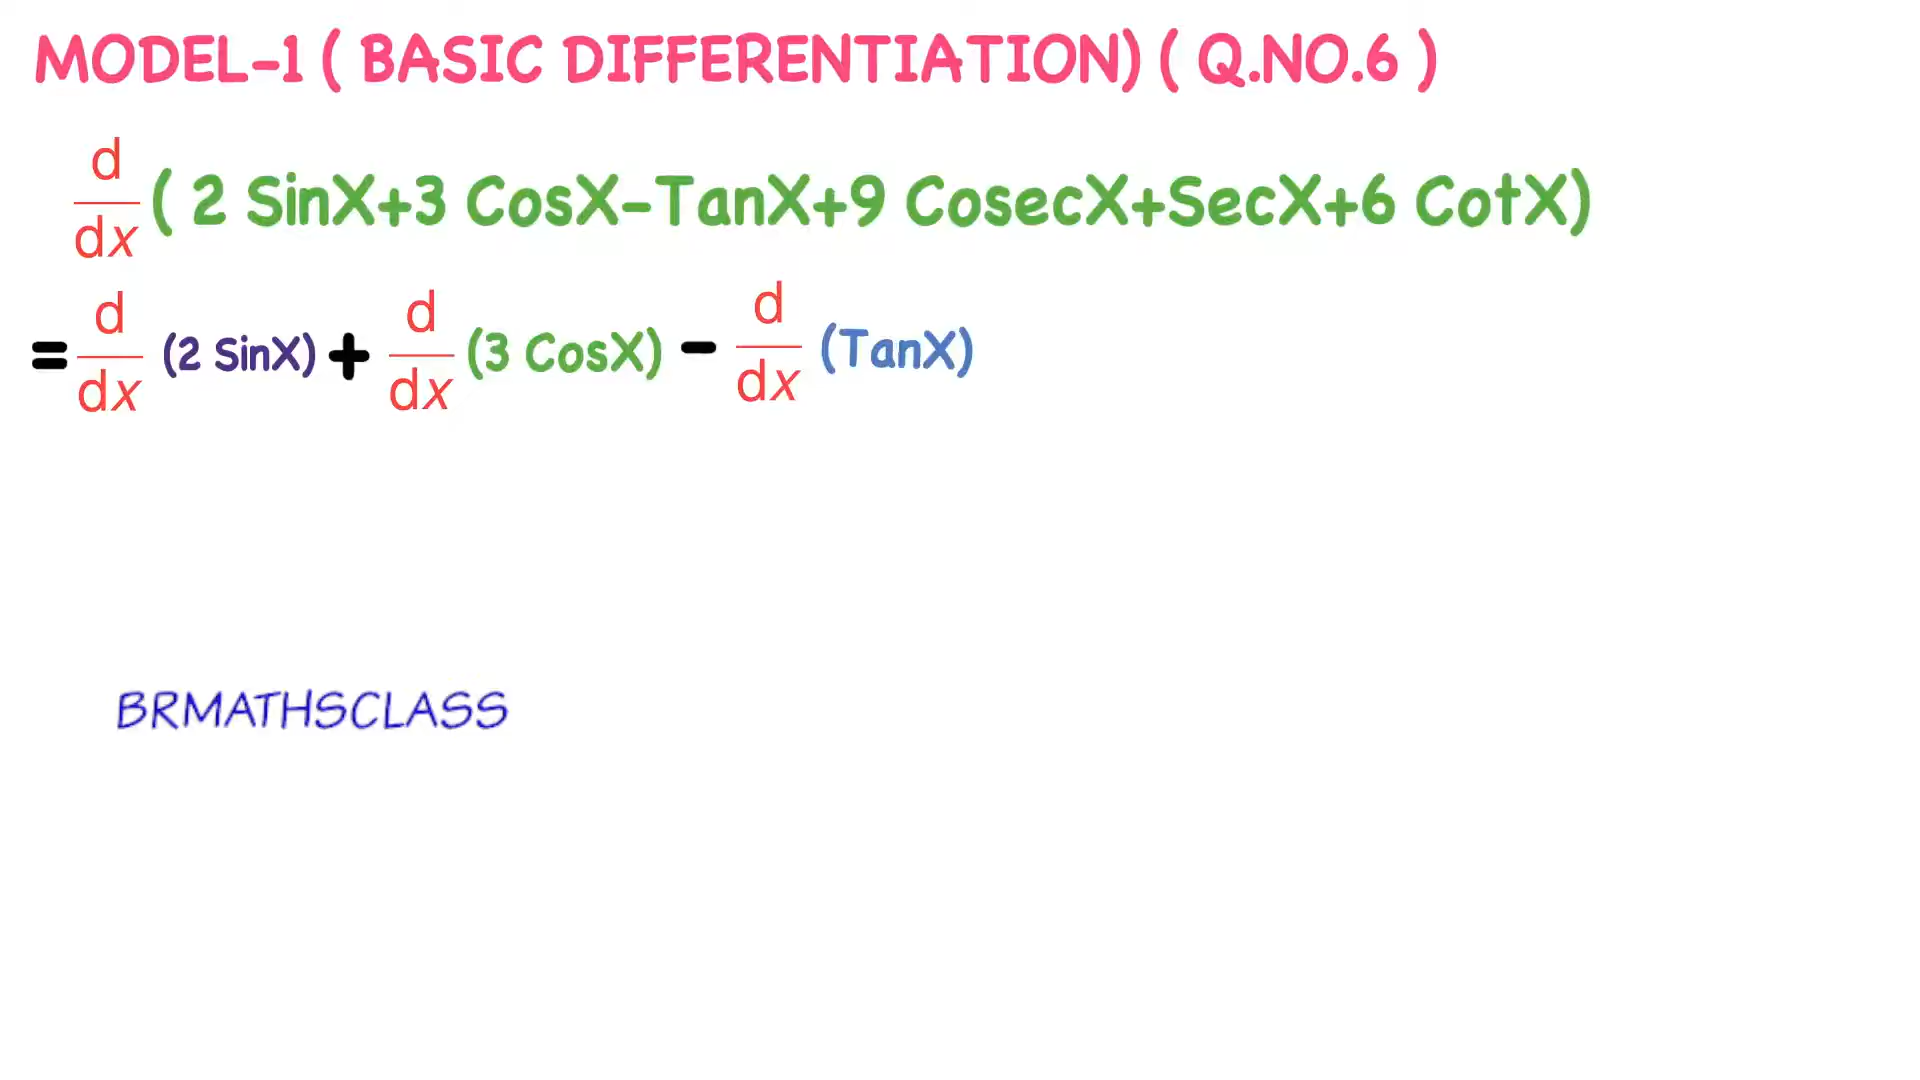 MODEL-1 ( BASIC DIFFERENTIATION) ( Q.NO.6 )
d/dx ( 2 SinX+3 CosX-TanX+9 CosecX+SecX+6 CotX)
= d/dx (2 SinX) + d/dx (3 CosX) - d/dx (TanX)
BRMATHSCLASS